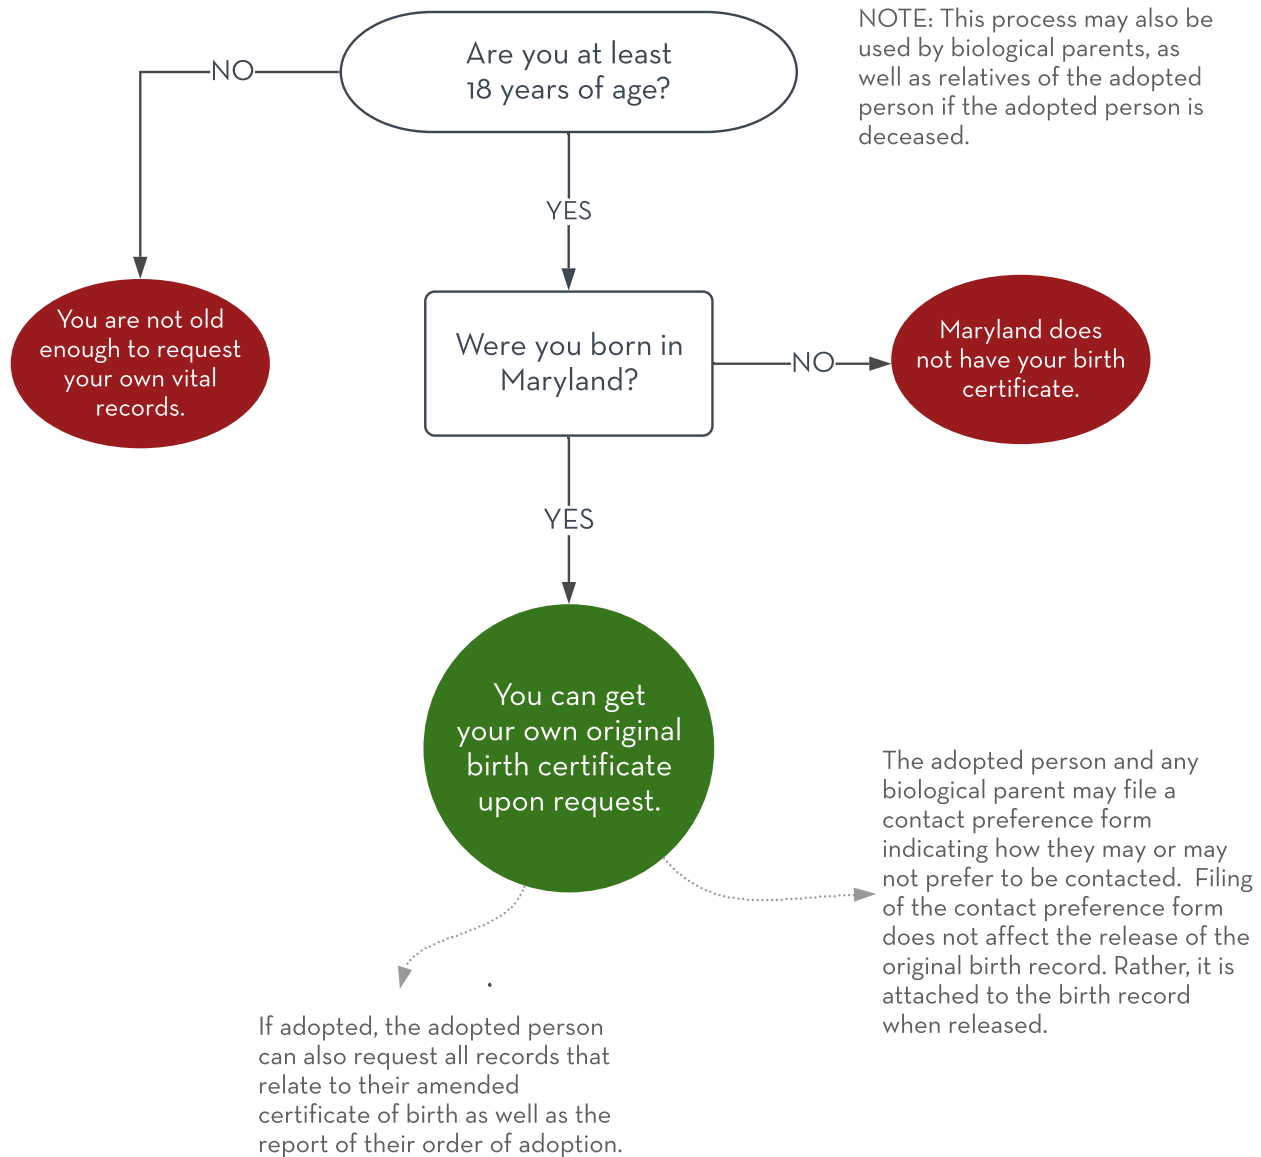 Are you at least
18 years of age?
NOTE: This process may also be
used by biological parents, as
well as relatives of the adopted
person if the adopted person is
deceased.
NO
YES
You are not old
enough to request
your own vital
records.
Were you born in
Maryland?
NO
Maryland does
not have your birth
certificate.
YES
You can get
your own original
birth certificate
upon request.
The adopted person and any
biological parent may file a
contact preference form
indicating how they may or may
not prefer to be contacted.  Filing
of the contact preference form
does not affect the release of the
original birth record. Rather, it is
attached to the birth record
when released.
.
If adopted, the adopted person
can also request all records that
relate to their amended
certificate of birth as well as the
report of their order of adoption.